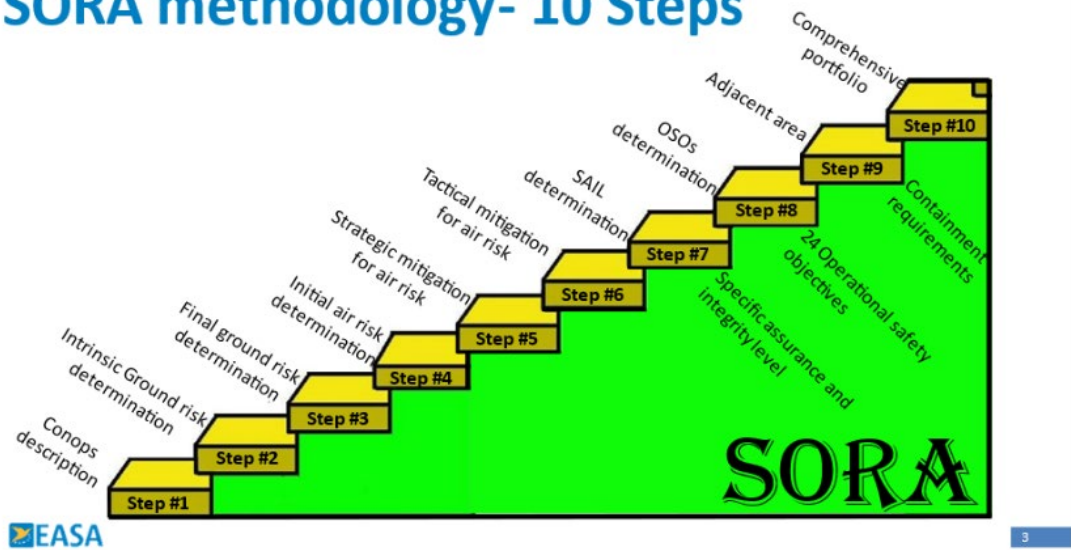 SORA methodology- 10 Steps
Conops
description
Step #1
Intrinsic Ground risk
determination
Step #2
Final ground risk
determination
Step #3
Initial air risk
determination
Step #4
Strategic mitigation
for air risk
Step #5
Tactical mitigation
for air risk
Step #6
SAIL
determination
Step #7
Specific assurance and
integrity level
OSOs
determination
Step #8
24 Operational safety
objectives
Adjacent area
Step #9
Containment
requirements
Comprehensive
portfolio
Step #10
SORA
EASA
3